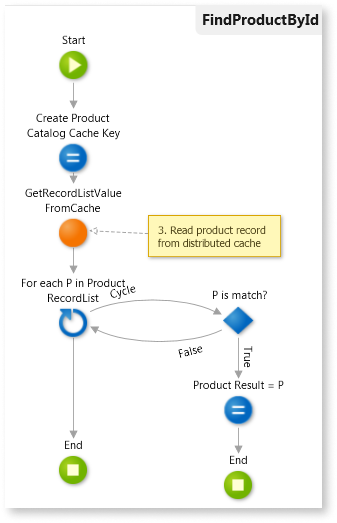 FindProductById
Start
Create Product
Catalog Cache Key
GetRecordListValue
FromCache
3. Read product record
from distributed cache
For each P in Product
RecordList
Cycle
P is match?
False
True
Product Result = P
End
End